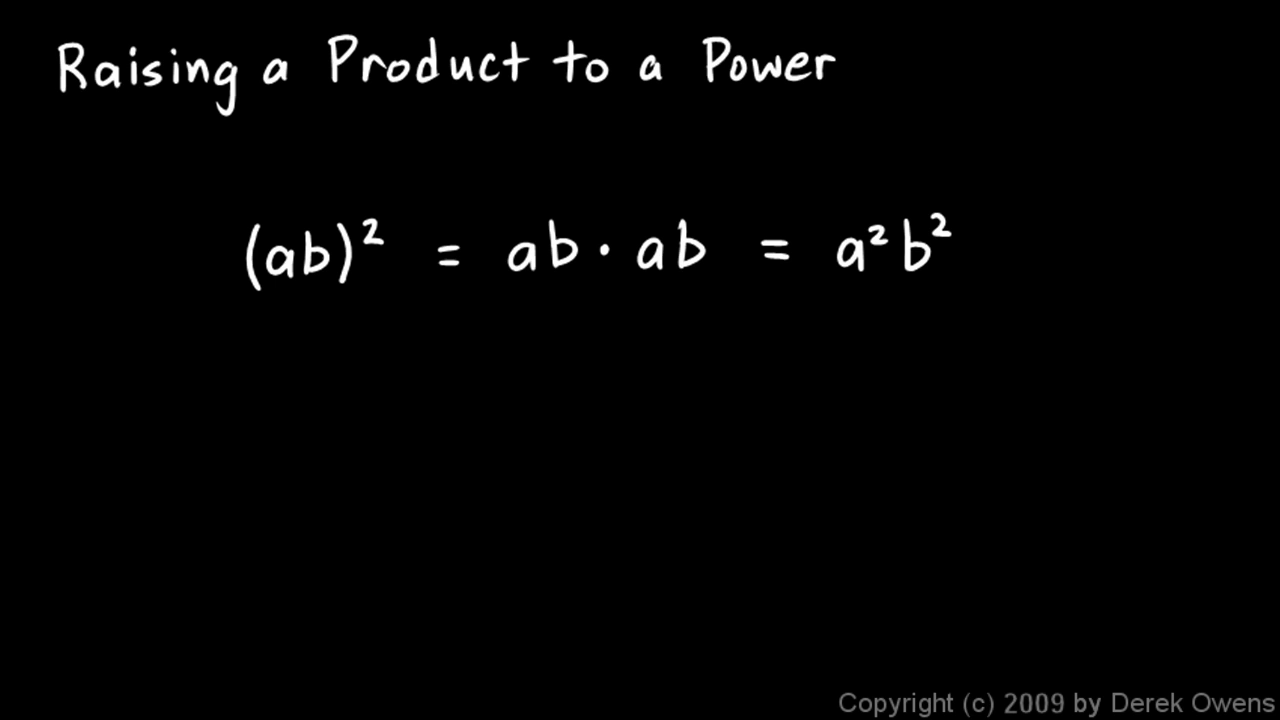 Raising a Product to a Power
(ab)² = ab · ab = a²b²
Copyright (c) 2009 by Derek Owens